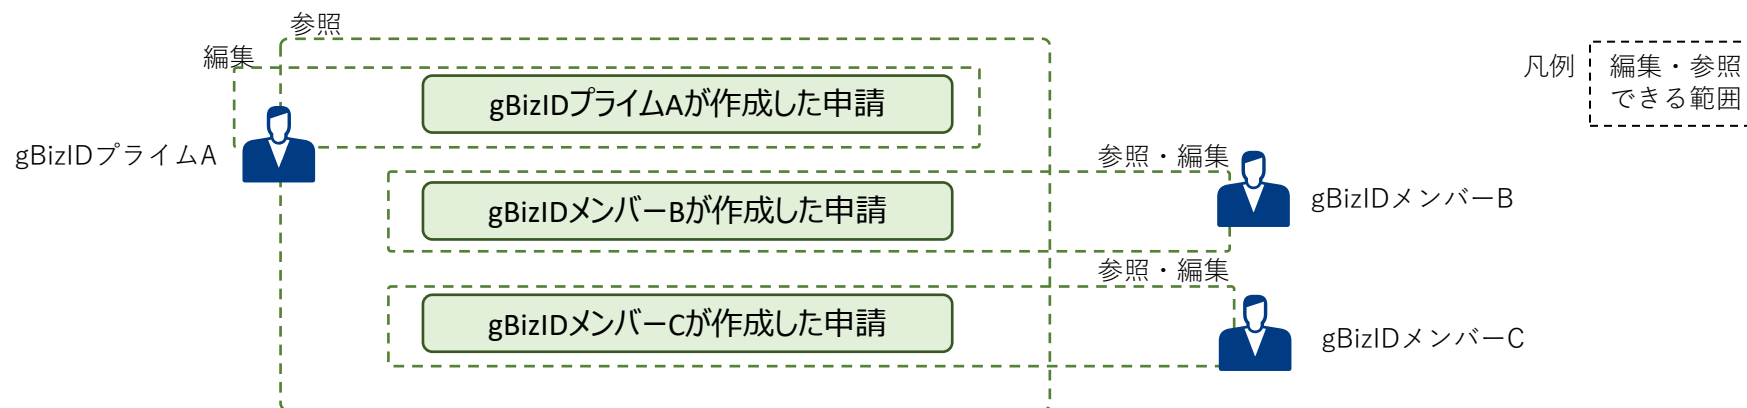 参照
編集
gBizIDプライムAが作成した申請
gBizIDプライムA
参照・編集
gBizIDメンバーBが作成した申請
gBizIDメンバーB
参照・編集
gBizIDメンバーCが作成した申請
gBizIDメンバーC
凡例
編集・参照
できる範囲